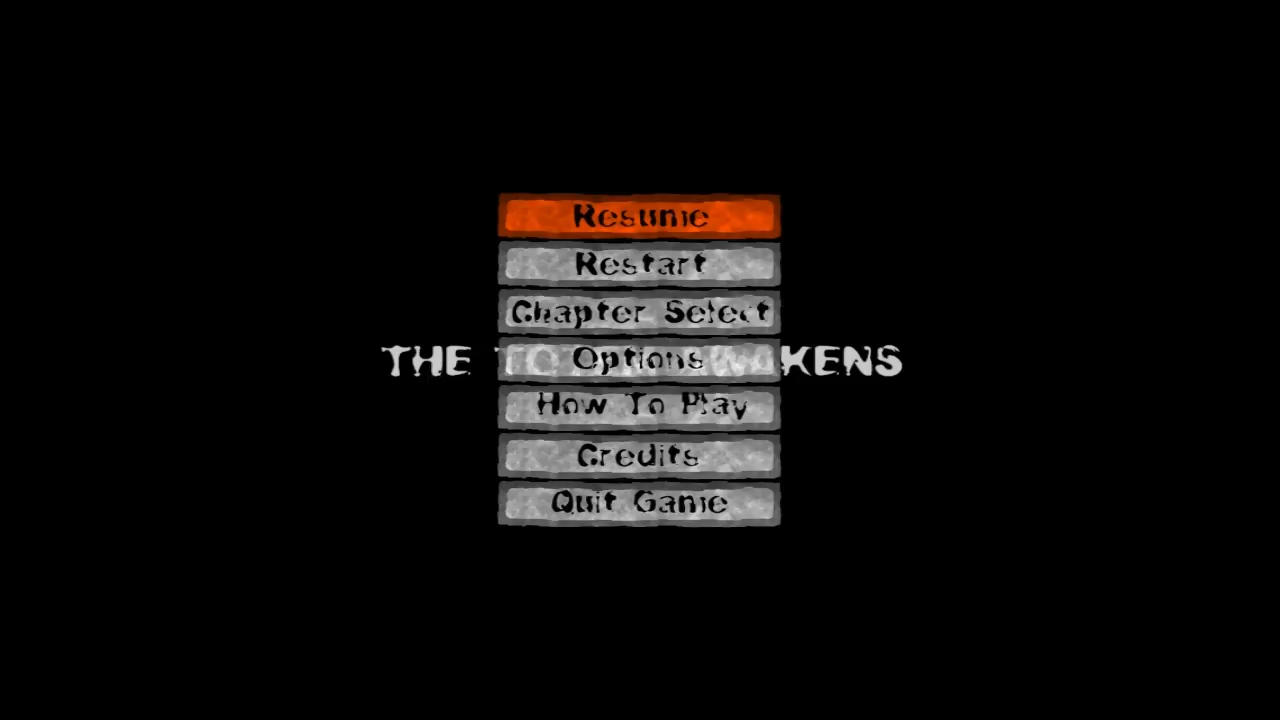 Resume
Restart
Chapter Select
THE
Options
KENS
How To Play
Credits
Quit Game